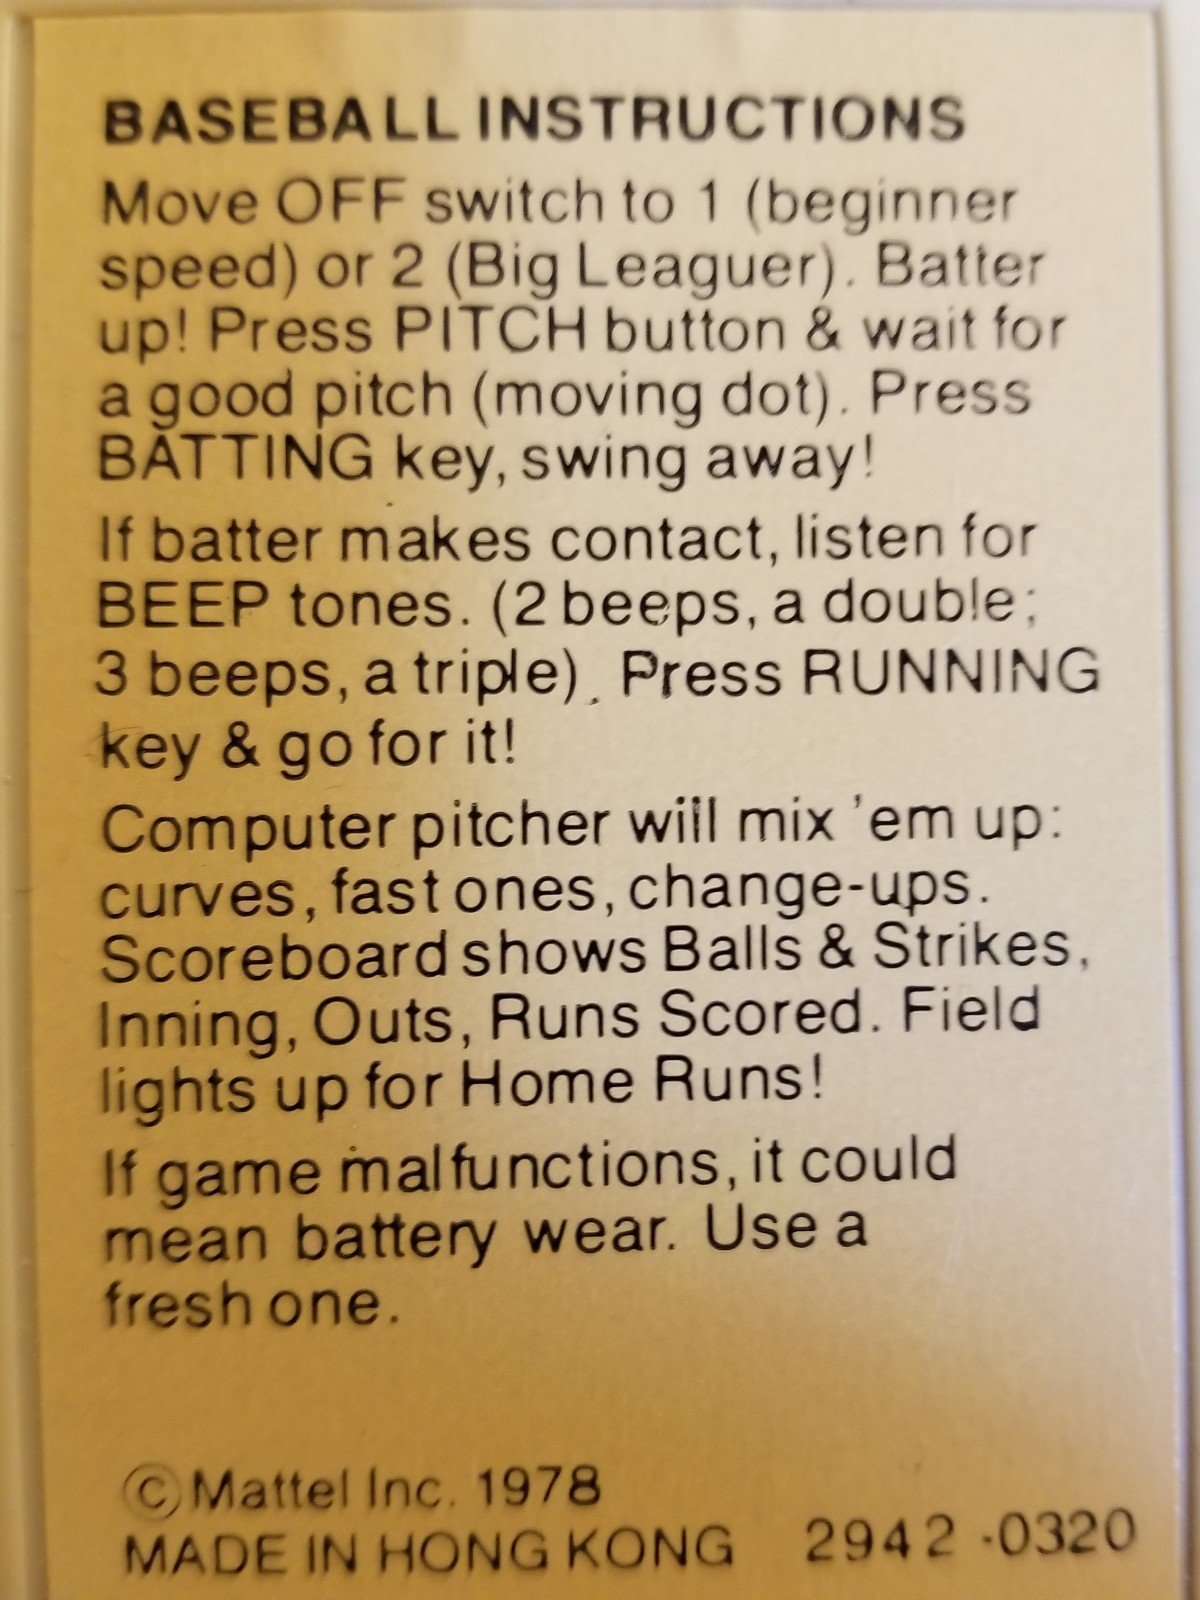 BASEBALL INSTRUCTIONS
Move OFF switch to 1 (beginner
speed) or 2 (Big Leaguer). Batter
up! Press PITCH button & wait for
a good pitch (moving dot). Press
BATTING key, swing away!
If batter makes contact, listen for
BEEP tones. (2 beeps, a double;
3 beeps, a triple). Press RUNNING
key & go for it!
Computer pitcher will mix 'em up:
curves, fast ones, change-ups.
Scoreboard shows Balls & Strikes,
Inning, Outs, Runs Scored. Field
lights up for Home Runs!
If game malfunctions, it could
mean battery wear. Use a
fresh one.
©Mattel Inc. 1978
MADE IN HONG KONG 2942-0320